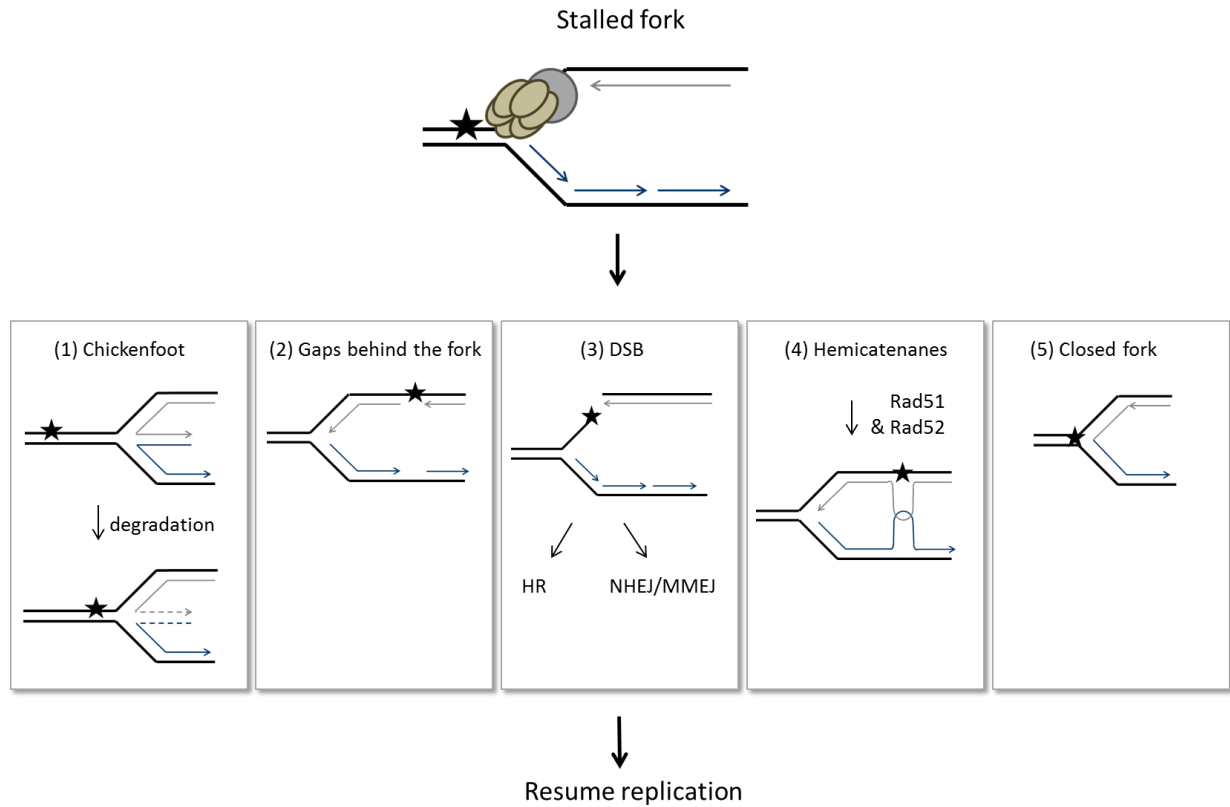 Stalled fork
(1) Chickenfoot
degradation
(2) Gaps behind the fork
(3) DSB
HR
NHEJ/MMEJ
(4) Hemicatenanes
Rad51
& Rad52
(5) Closed fork
Resume replication